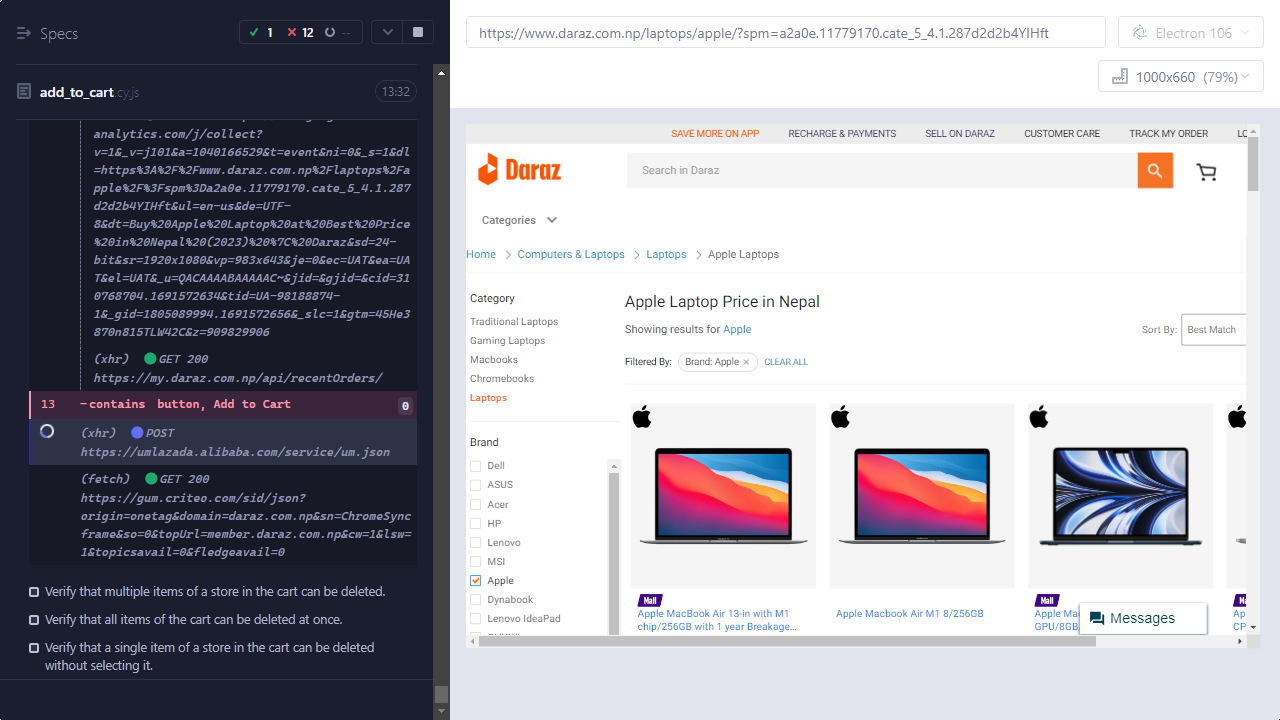 Specs
1
12
--
add_to_cart.cy.js
13:32
analytics.com/j/collect?
v=1&_v=j101&a=1040166529&t=event&ni=0&_s=1&dl
=https%3A%2F%2Fwww.daraz.com.np%2Flaptops%2Fa
pple%2F%3Fspm%3Da2a0e.11779170.cate_5_4.1.287
d2d2b4YIHft&ul=en-us&de=UTF-
8&dt=Buy%20Apple%20Laptop%20at%20Best%20Price
%20in%20Nepal%20(2023)%20%7C%20Daraz&sd=24-
bit&sr=1920x1080&vp=983x643&je=0&ec=UAT&ea=UA
T&el=UAT&_u=QACAAAABAAAAAC~&jid=&gjid=&cid=31
0768704.1691572634&tid=UA-98188874-
1&_gid=1805089994.1691572656&_slc=1&gtm=45He3
870n815TLW42C&z=909829906
(xhr) GET 200
https://my.daraz.com.np/api/recentOrders/
13 -contains button, Add to Cart 0
(xhr) POST
https://umlazada.alibaba.com/service/um.json
(fetch) GET 200
https://gum.criteo.com/sid/json?
origin=onetag&domain=daraz.com.np&sn=ChromeSync
frame&so=0&topUrl=member.daraz.com.np&cw=1&lsw=
1&topicsavail=0&fledgeavail=0
Verify that multiple items of a store in the cart can be deleted.
Verify that all items of the cart can be deleted at once.
Verify that a single item of a store in the cart can be deleted
without selecting it.
https://www.daraz.com.np/laptops/apple/?spm=a2a0e.11779170.cate_5_4.1.287d2d2b4YIHft
Electron 106
1000x660 (79%)
SAVE MORE ON APP
RECHARGE & PAYMENTS
SELL ON DARAZ
CUSTOMER CARE
TRACK MY ORDER
LO
Daraz
Search in Daraz
Categories
Home
Computers & Laptops
Laptops
Apple Laptops
Category
Traditional Laptops
Gaming Laptops
Macbooks
Chromebooks
Laptops
Brand
Dell
ASUS
Acer
HP
Lenovo
MSI
Apple
Dynabook
Lenovo IdeaPad
Apple Laptop Price in Nepal
Showing results for Apple
Sort By:
Best Match
Filtered By:
Brand: Apple ×
CLEAR ALL
Mall
Apple MacBook Air 13-in with M1
chip/256GB with 1 year Breakage...
Apple Macbook Air M1 8/256GB
Mall
Apple Ma
GPU/8GB
Ap
CP
Messages